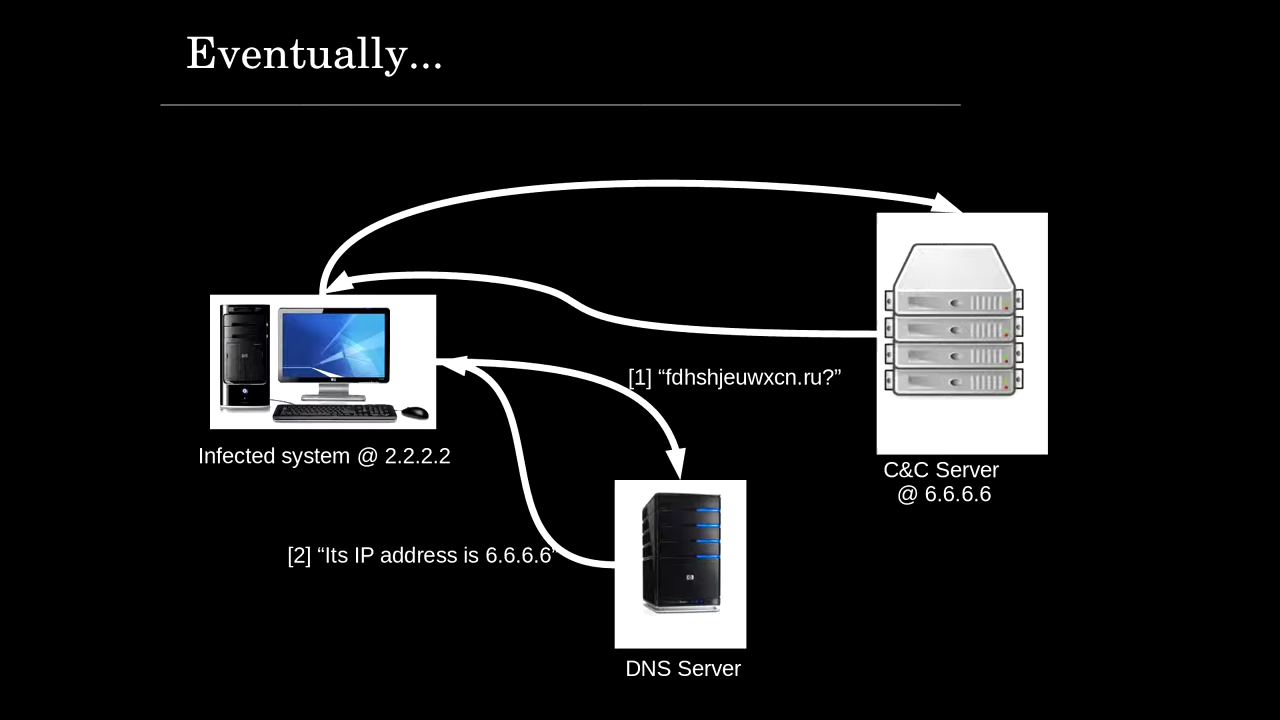 Eventually...
[1] “fdhshjeuwxcn.ru?”
Infected system @ 2.2.2.2
C&C Server
@ 6.6.6.6
[2] “Its IP address is 6.6.6.6”
DNS Server